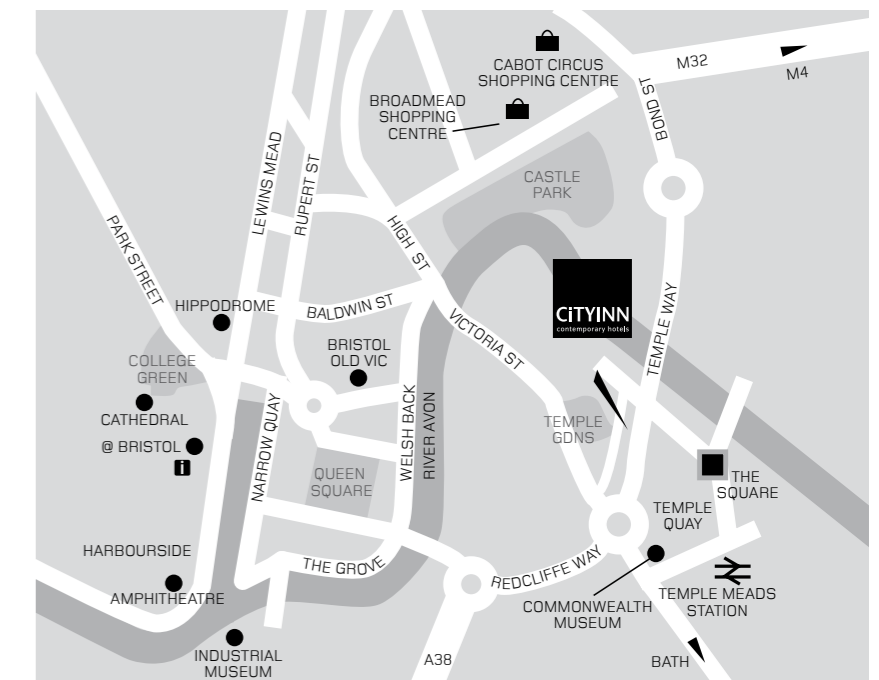 CABOT CIRCUS
SHOPPING CENTRE
M32
M4
BROADMEAD
SHOPPING
CENTRE
BOND ST
CASTLE
PARK
LEWINS MEAD
RUPERT ST
HIGH ST
PARK STREET
HIPPODROME
BALDWIN ST
CiTYINN
contemporary hotels
VICTORIA ST
TEMPLE WAY
BRISTOL
OLD VIC
COLLEGE
GREEN
CATHEDRAL
@ BRISTOL
i
NARROW QUAY
WELSH BACK
RIVER AVON
TEMPLE
GDNS
QUEEN
SQUARE
THE
SQUARE
TEMPLE
QUAY
HARBOURSIDE
AMPHITHEATRE
THE GROVE
REDCLIFFE WAY
COMMONWEALTH
MUSEUM
TEMPLE MEADS
STATION
INDUSTRIAL
MUSEUM
A38
BATH